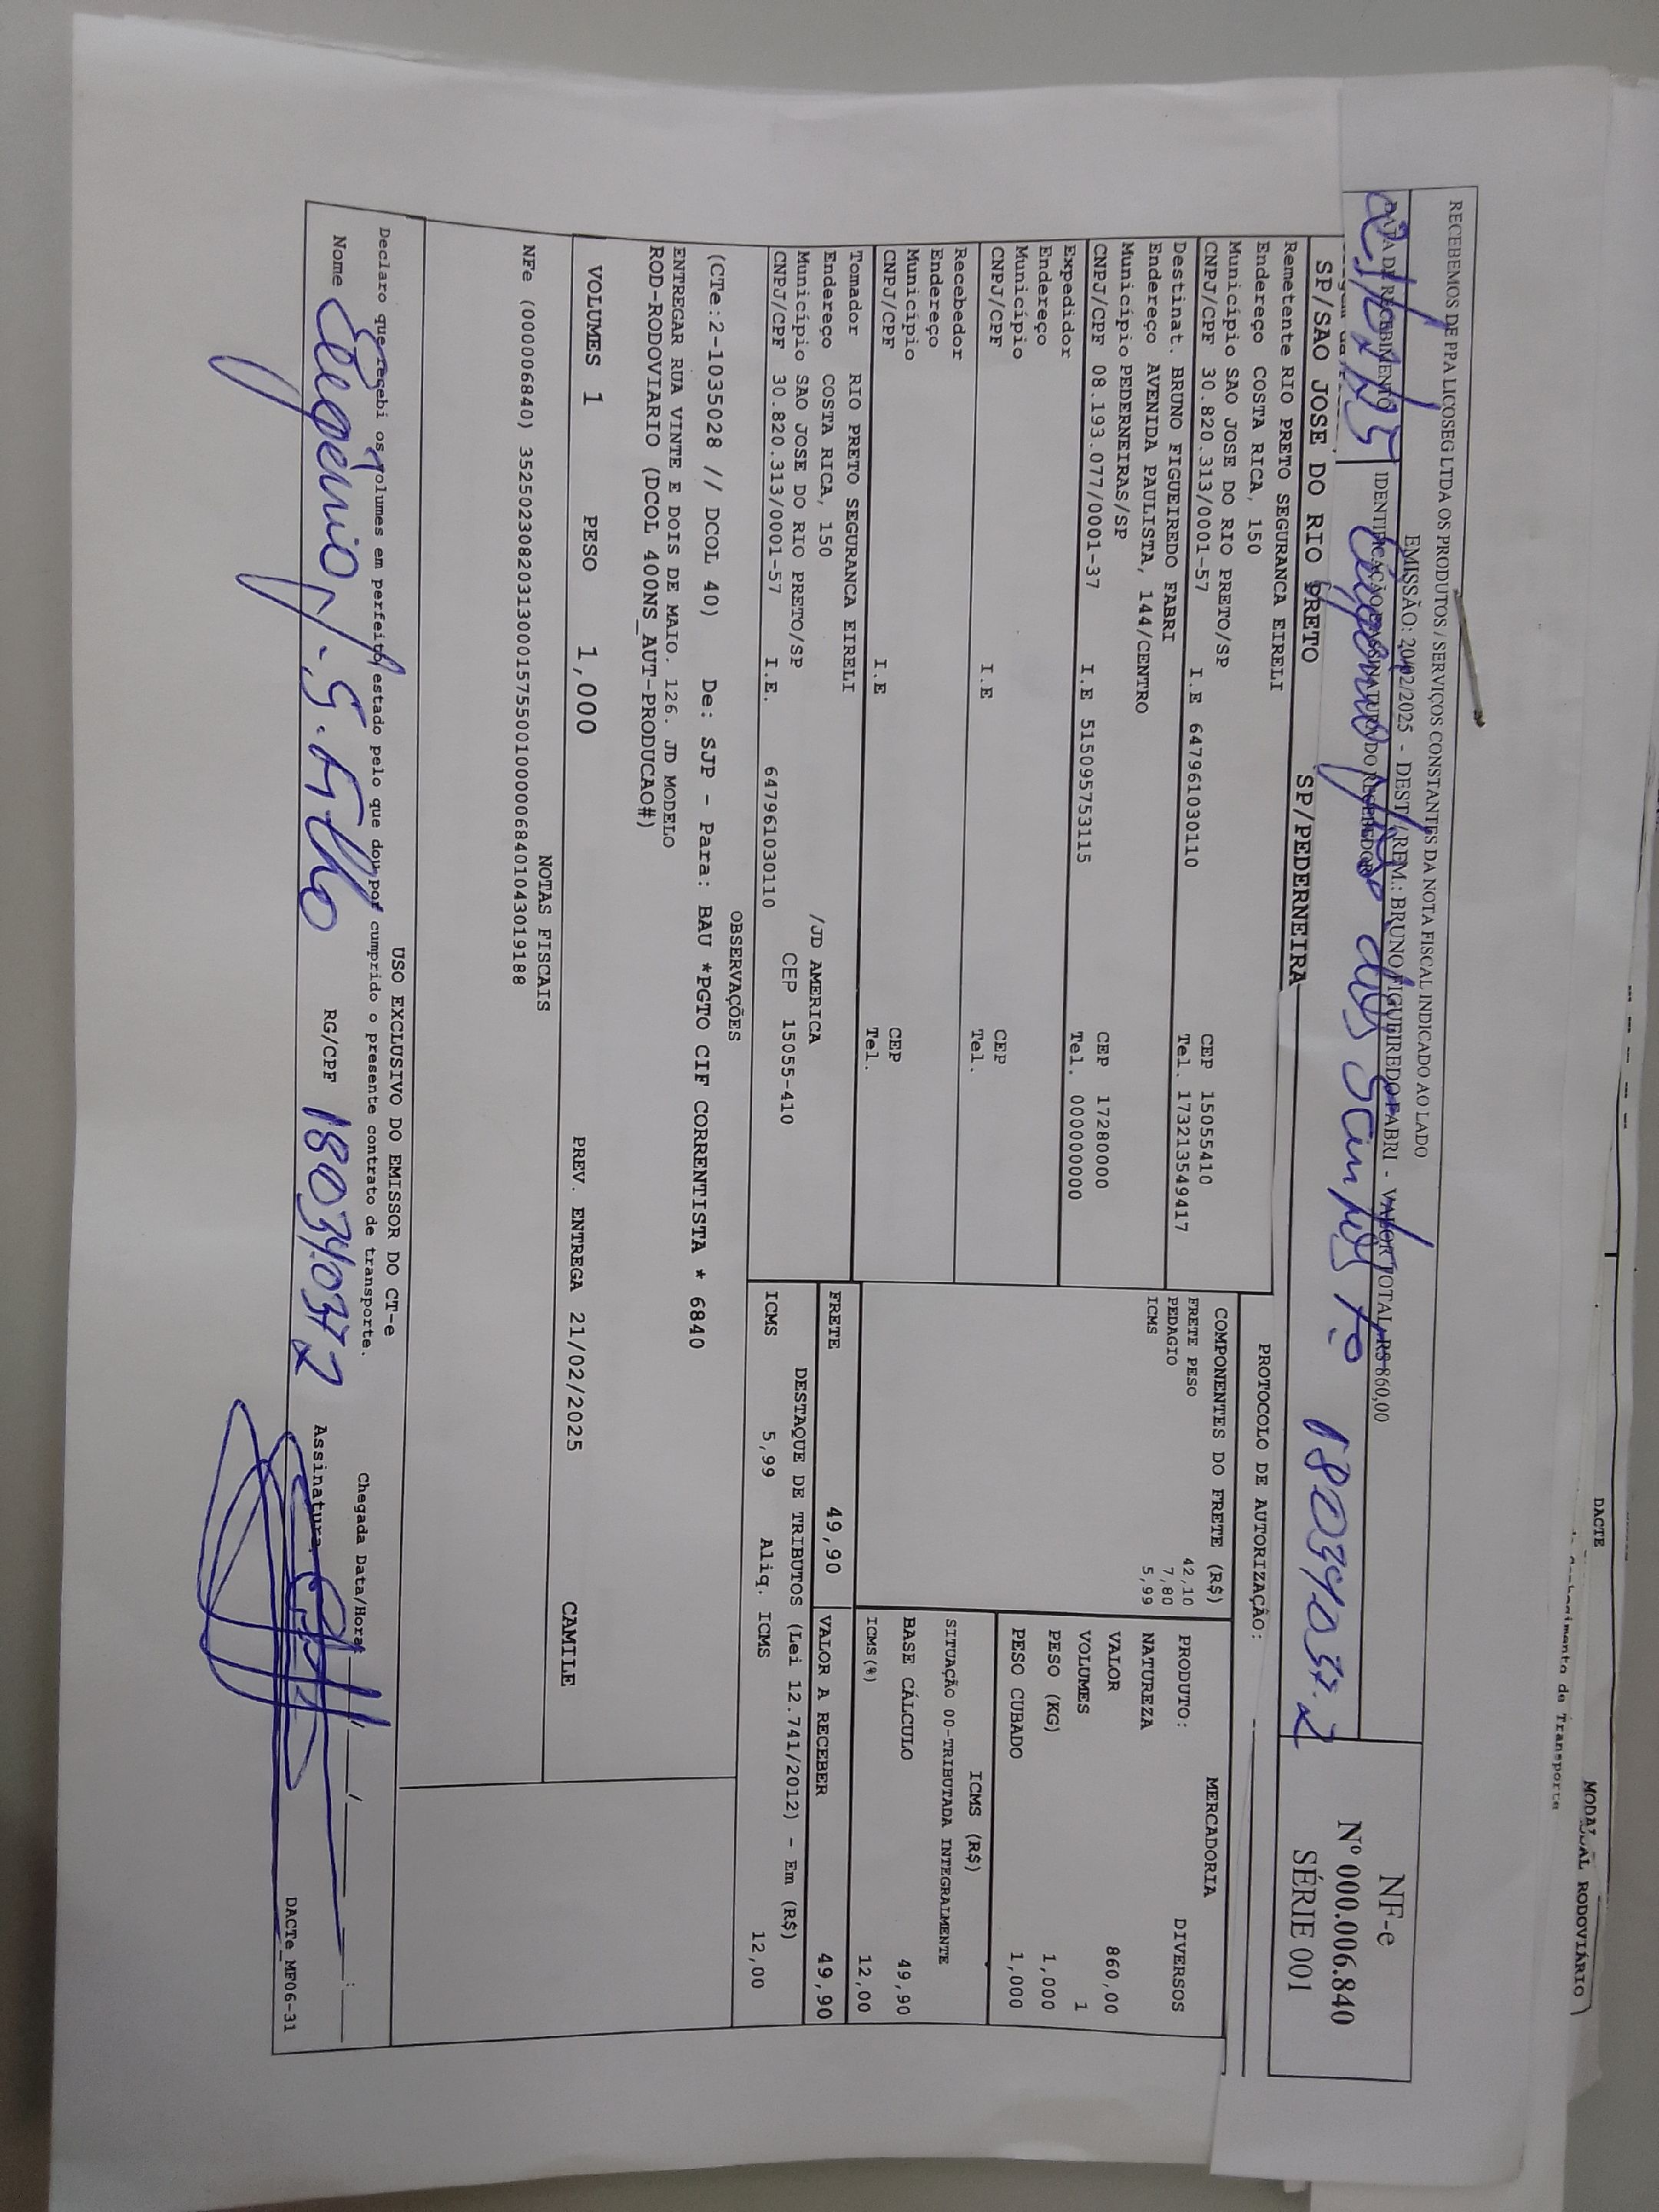 DACTE
MODAL RODOVIÁRIO
de Transporte
RECEBEMOS DE PPA LICOSEG LTDA OS PRODUTOS / SERVIÇOS CONSTANTES DA NOTA FISCAL INDICADO AO LADO
EMISSÃO: 20/02/2025 - DEST. / REM.: BRUNO FIGUEIREDO FABRI - VALOR TOTAL: R$ 860,00
DATA DE RECEBIMENTO
IDENTIFICAÇÃO E ASSINATURA DO RECEBEDOR
dos Santos Fo. 18039403722
NF-e
Nº 000.006.840
SÉRIE 001
SP/SAO JOSE DO RIO PRETO SP/PEDERNEIRA
PROTOCOLO DE AUTORIZAÇÃO:
Remetente RIO PRETO SEGURANCA EIRELI
Endereço COSTA RICA, 150
Município SAO JOSE DO RIO PRETO/SP CEP 15055410
CNPJ/CPF 30.820.313/0001-57 I.E 647961030110 Tel. 173213549417
Destinat. BRUNO FIGUEIREDO FABRI
Endereço AVENIDA PAULISTA, 144/CENTRO
Município PEDERNEIRAS/SP CEP 17280000
CNPJ/CPF 08.193.077/0001-37 I.E 515095753115 Tel. 0000000000
Expedidor
Endereço
Município CEP
CNPJ/CPF I.E Tel.
Recebedor
Endereço
Município CEP
CNPJ/CPF I.E Tel.
Tomador RIO PRETO SEGURANCA EIRELI
Endereço COSTA RICA, 150 /JD AMERICA
Município SAO JOSE DO RIO PRETO/SP CEP 15055-410
CNPJ/CPF 30.820.313/0001-57 I.E. 647961030110
COMPONENTES DO FRETE (R$)
FRETE PESO 42,10
PEDAGIO 7,80
ICMS 5,99
MERCADORIA
PRODUTO: DIVERSOS
NATUREZA
VALOR 860,00
VOLUMES 1
PESO (KG) 1,000
PESO CUBADO 1,000
ICMS (R$)
SITUAÇÃO 00-TRIBUTADA INTEGRALMENTE
BASE CÁLCULO 49,90
ICMS (%) 12,00
FRETE 49,90 VALOR A RECEBER 49,90
DESTAQUE DE TRIBUTOS (Lei 12.741/2012) - Em (R$)
ICMS 5,99 Aliq. ICMS 12,00
OBSERVAÇÕES
(CTe:2-1035028 // DCOL 40) De: SJP - Para: BAU *PGTO CIF CORRENTISTA * 6840
ENTREGAR RUA VINTE E DOIS DE MAIO. 126. JD MODELO
ROD-RODOVIARIO (DCOL 400NS_AUT-PRODUCAO#)
VOLUMES 1 PESO 1,000 PREV. ENTREGA 21/02/2025 CAMILE
NOTAS FISCAIS
NFe (000006840) 35250230820313000157550010000068401043019188
USO EXCLUSIVO DO EMISSOR DO CT-e
Declaro que recebi os volumes em perfeito estado pelo que dou por cumprido o presente contrato de transporte.
Chegada Data/Hora
Nome RG/CPF 18034037 2 Assinatura
DACTe_MF06-31